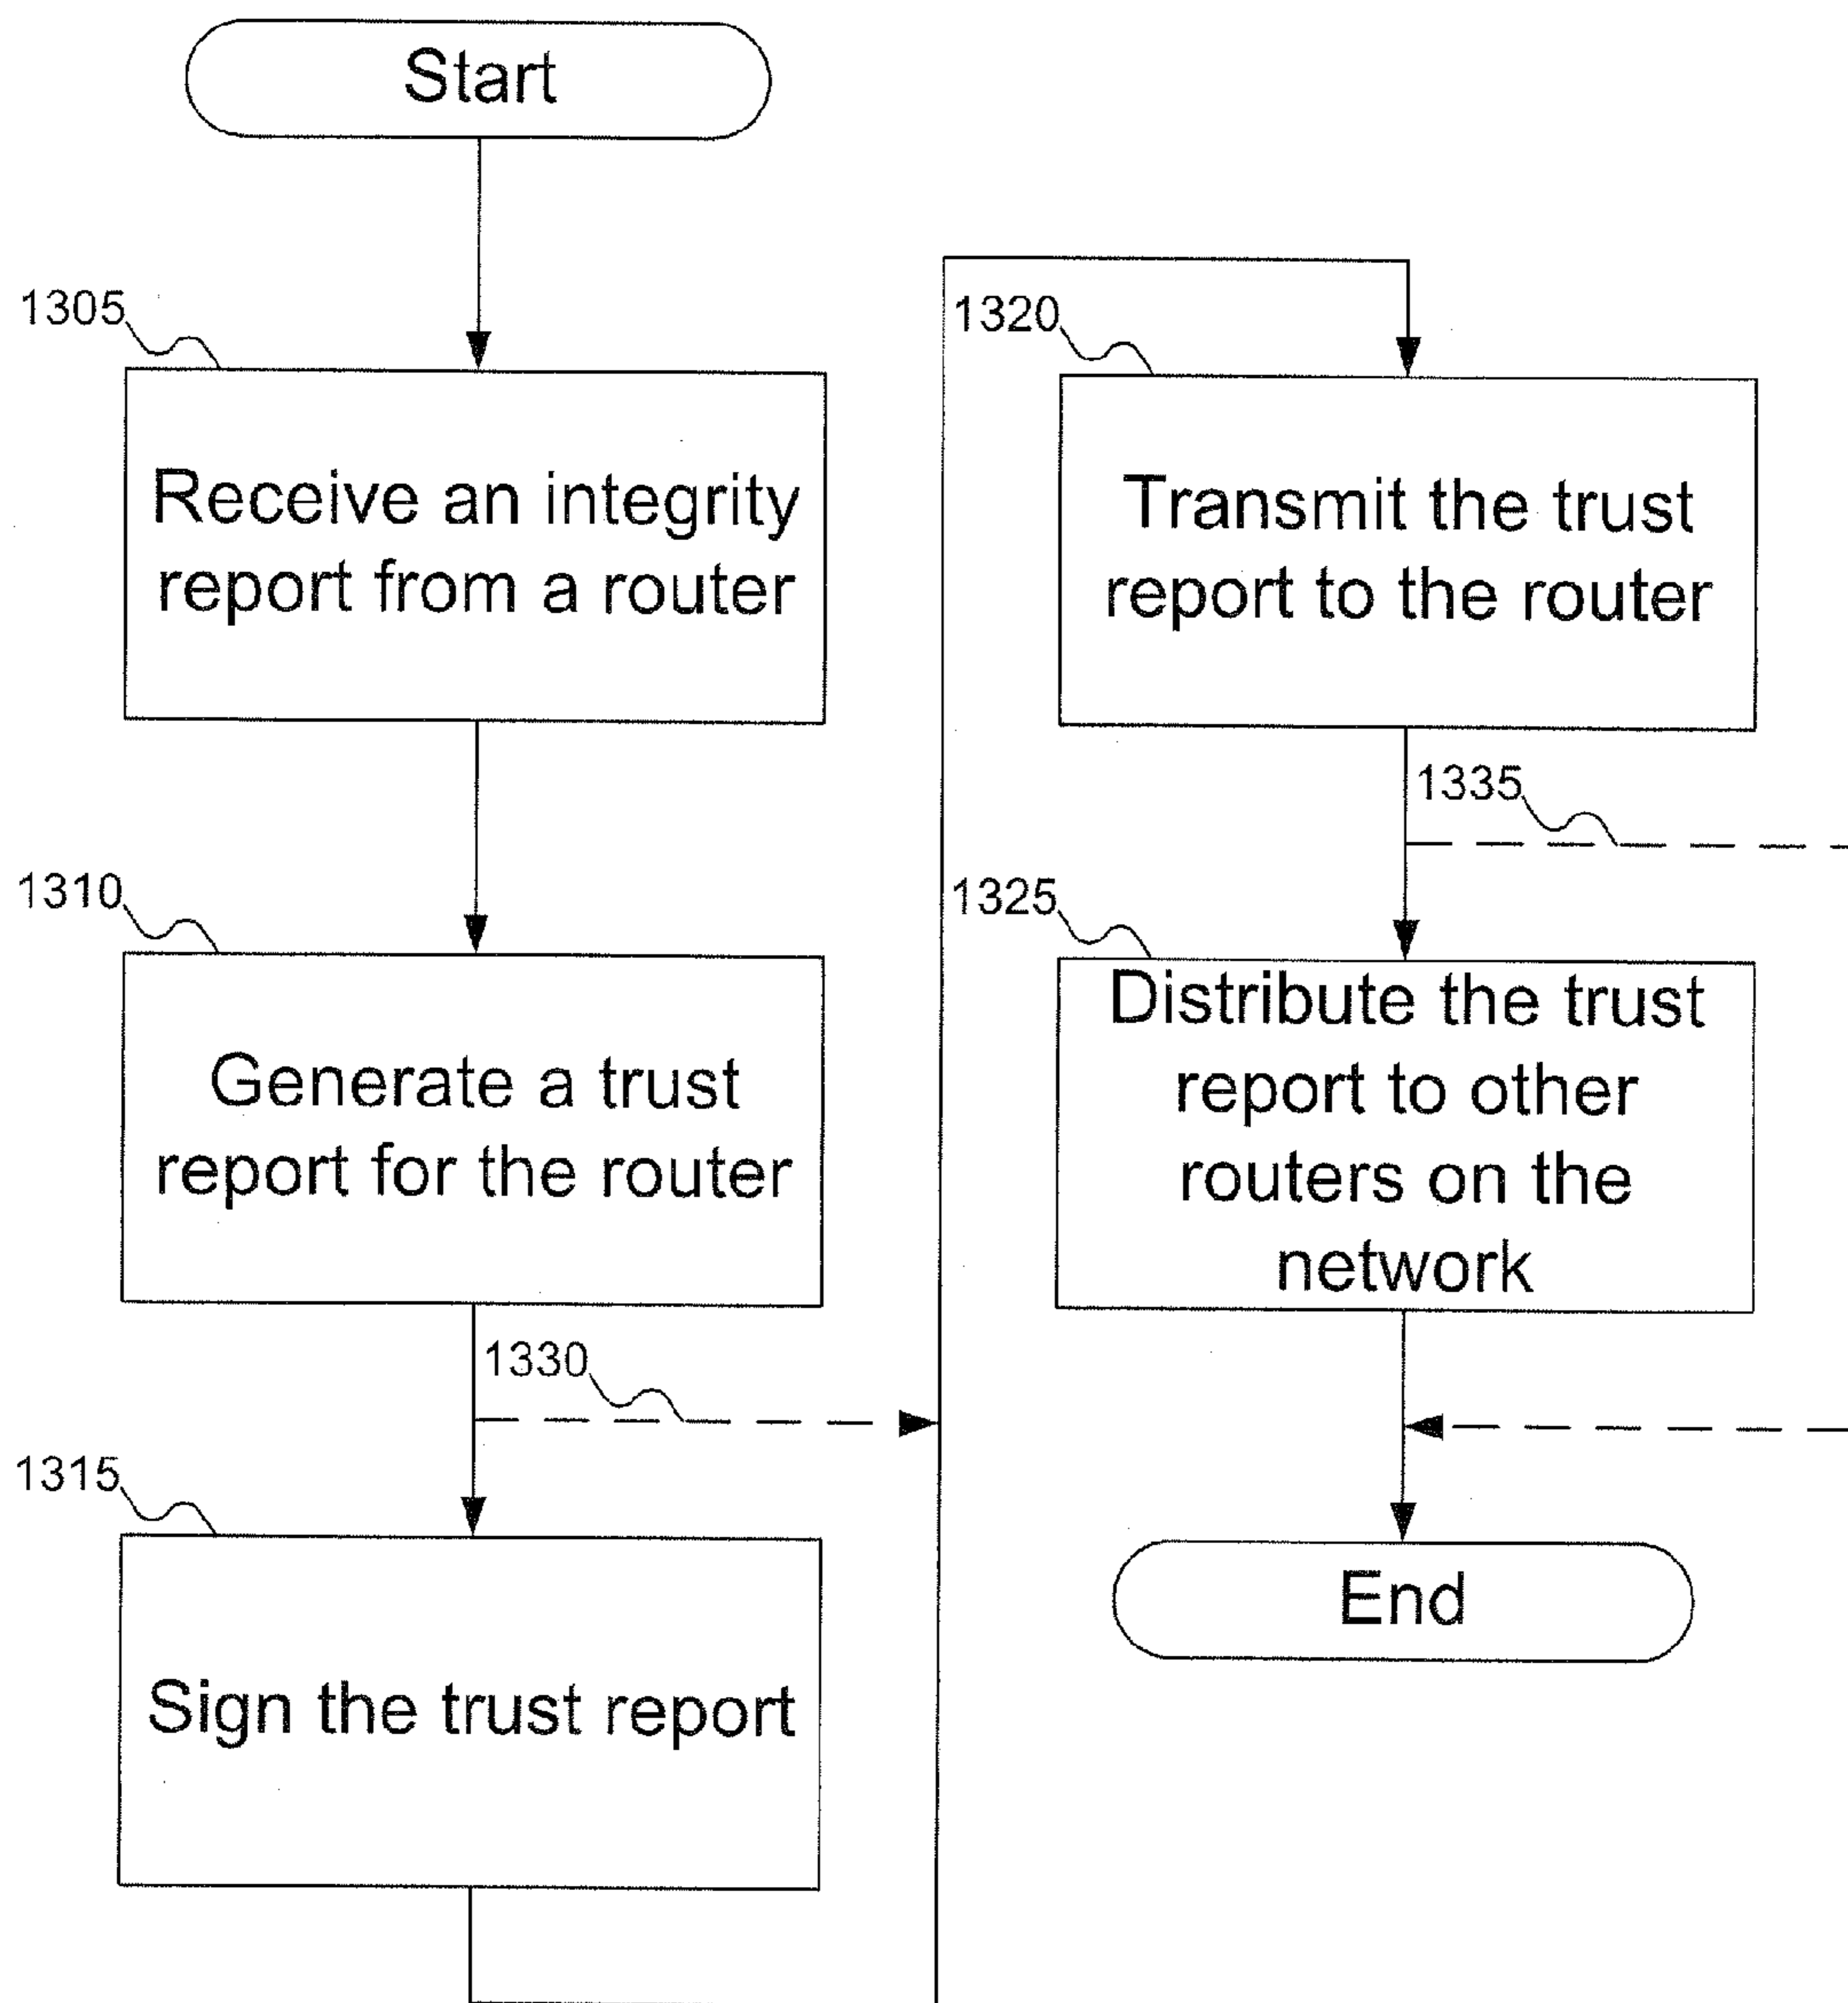 Start
1305
Receive an integrity
report from a router
1310
Generate a trust
report for the router
1330
1315
Sign the trust report
1320
Transmit the trust
report to the router
1335
1325
Distribute the trust
report to other
routers on the
network
End